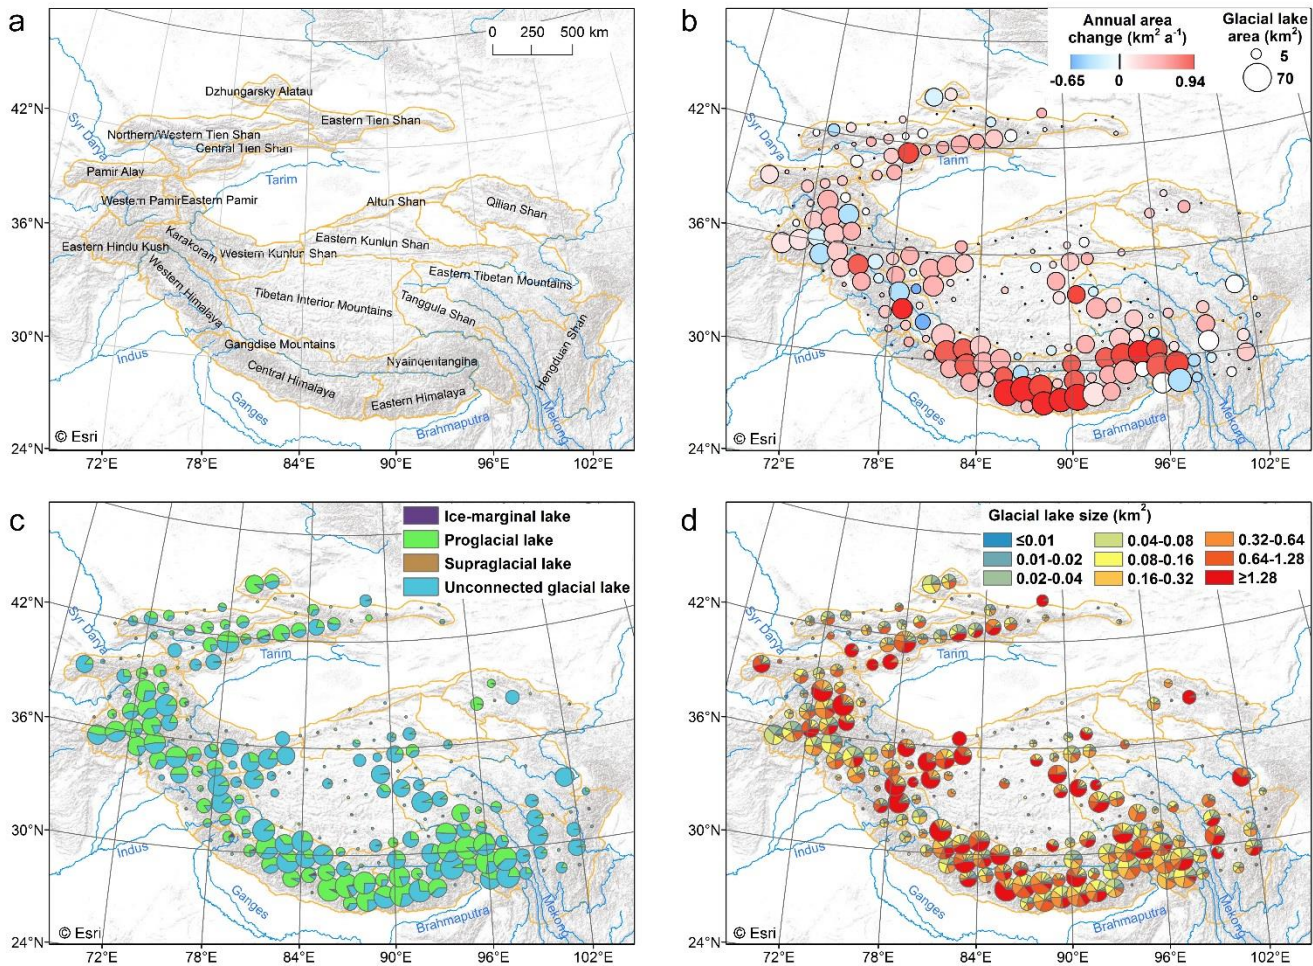 a
0 250 500 km
Dzhungarsky Alatau
42°N
Eastern Tien Shan
Syr Darya
Northern/Western Tien Shan
Central Tien Shan
Pamir Alay
Tarim
Western Pamir
Eastern Pamir
Altun Shan
Qilian Shan
36°N
Karakoram
Eastern Hindu Kush
Eastern Kunlun Shan
Western Kunlun Shan
Western Himalaya
Eastern Tibetan Mountains
Tibetan Interior Mountains
Tanggula Shan
30°N
Indus
Gangdise Mountains
Nyainqentanglha
Hengduan Shan
Central Himalaya
Eastern Himalaya
Ganges
Brahmaputra
Mekong
© Esri
24°N
72°E 78°E 84°E 90°E 96°E 102°E
b
Annual area
change (km² a⁻¹)
-0.65 0 0.94
Glacial lake
area (km²)
5
70
42°N
Syr Darya
Tarim
36°N
30°N
Indus
Ganges
Brahmaputra
Mekong
© Esri
24°N
72°E 78°E 84°E 90°E 96°E 102°E
c
Ice-marginal lake
Proglacial lake
Supraglacial lake
Unconnected glacial lake
42°N
Syr Darya
Tarim
36°N
30°N
Indus
Ganges
Brahmaputra
Mekong
© Esri
24°N
72°E 78°E 84°E 90°E 96°E 102°E
d
Glacial lake size (km²)
≤0.01 0.04-0.08 0.32-0.64
0.01-0.02 0.08-0.16 0.64-1.28
0.02-0.04 0.16-0.32 ≥1.28
42°N
Syr Darya
Tarim
36°N
30°N
Indus
Ganges
Brahmaputra
Mekong
© Esri
24°N
72°E 78°E 84°E 90°E 96°E 102°E